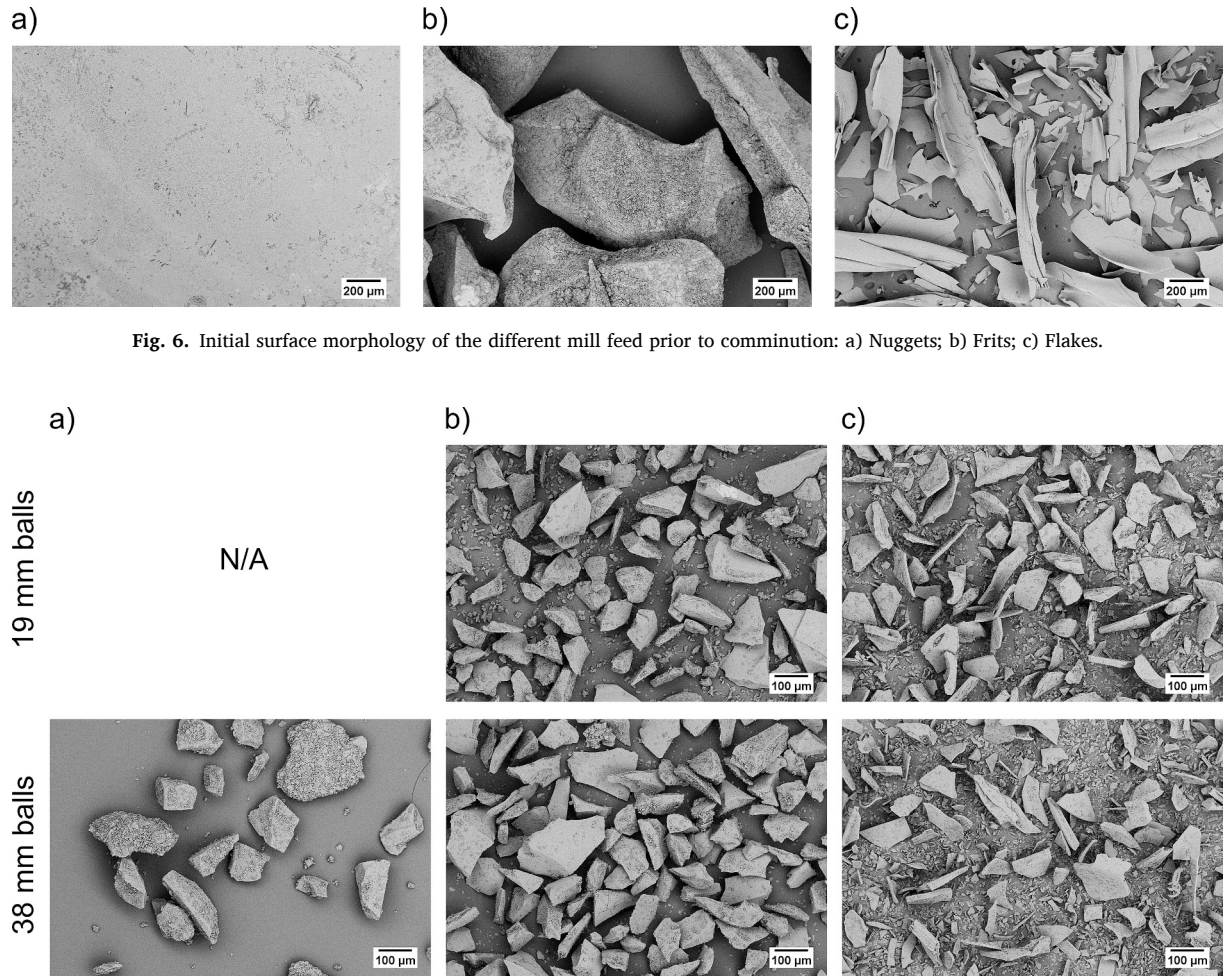 a)
b)
c)
200 µm
200 µm
200 µm
Fig. 6. Initial surface morphology of the different mill feed prior to comminution: a) Nuggets; b) Frits; c) Flakes.
a)
b)
c)
19 mm balls
N/A
100 µm
100 µm
38 mm balls
100 µm
100 µm
100 µm